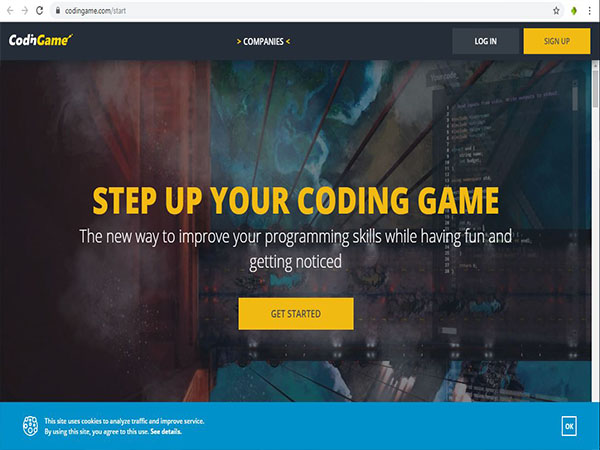 codingame.com/start
CodinGame
> COMPANIES <
LOG IN
SIGN UP
Your code
STEP UP YOUR CODING GAME
The new way to improve your programming skills while having fun and
getting noticed
GET STARTED
This site uses cookies to analyze traffic and improve service.
By using this site, you agree to this use. See details.
OK